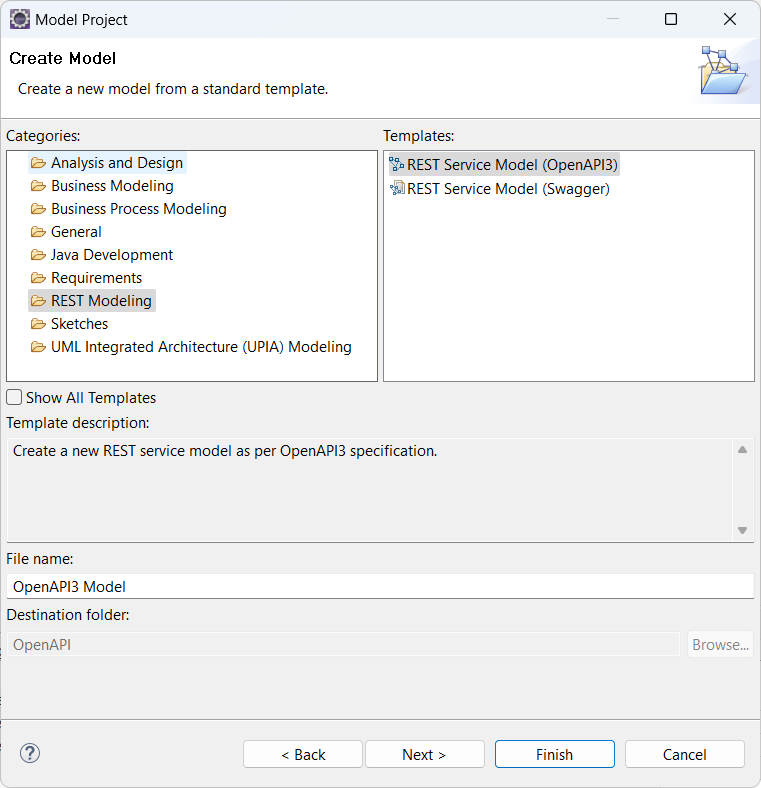 Model Project
Create Model
Create a new model from a standard template.
Categories:
Analysis and Design
Business Modeling
Business Process Modeling
General
Java Development
Requirements
REST Modeling
Sketches
UML Integrated Architecture (UPIA) Modeling
Templates:
REST Service Model (OpenAPI3)
REST Service Model (Swagger)
Show All Templates
Template description:
Create a new REST service model as per OpenAPI3 specification.
File name:
OpenAPI3 Model
Destination folder:
OpenAPI
Browse...
?
< Back
Next >
Finish
Cancel